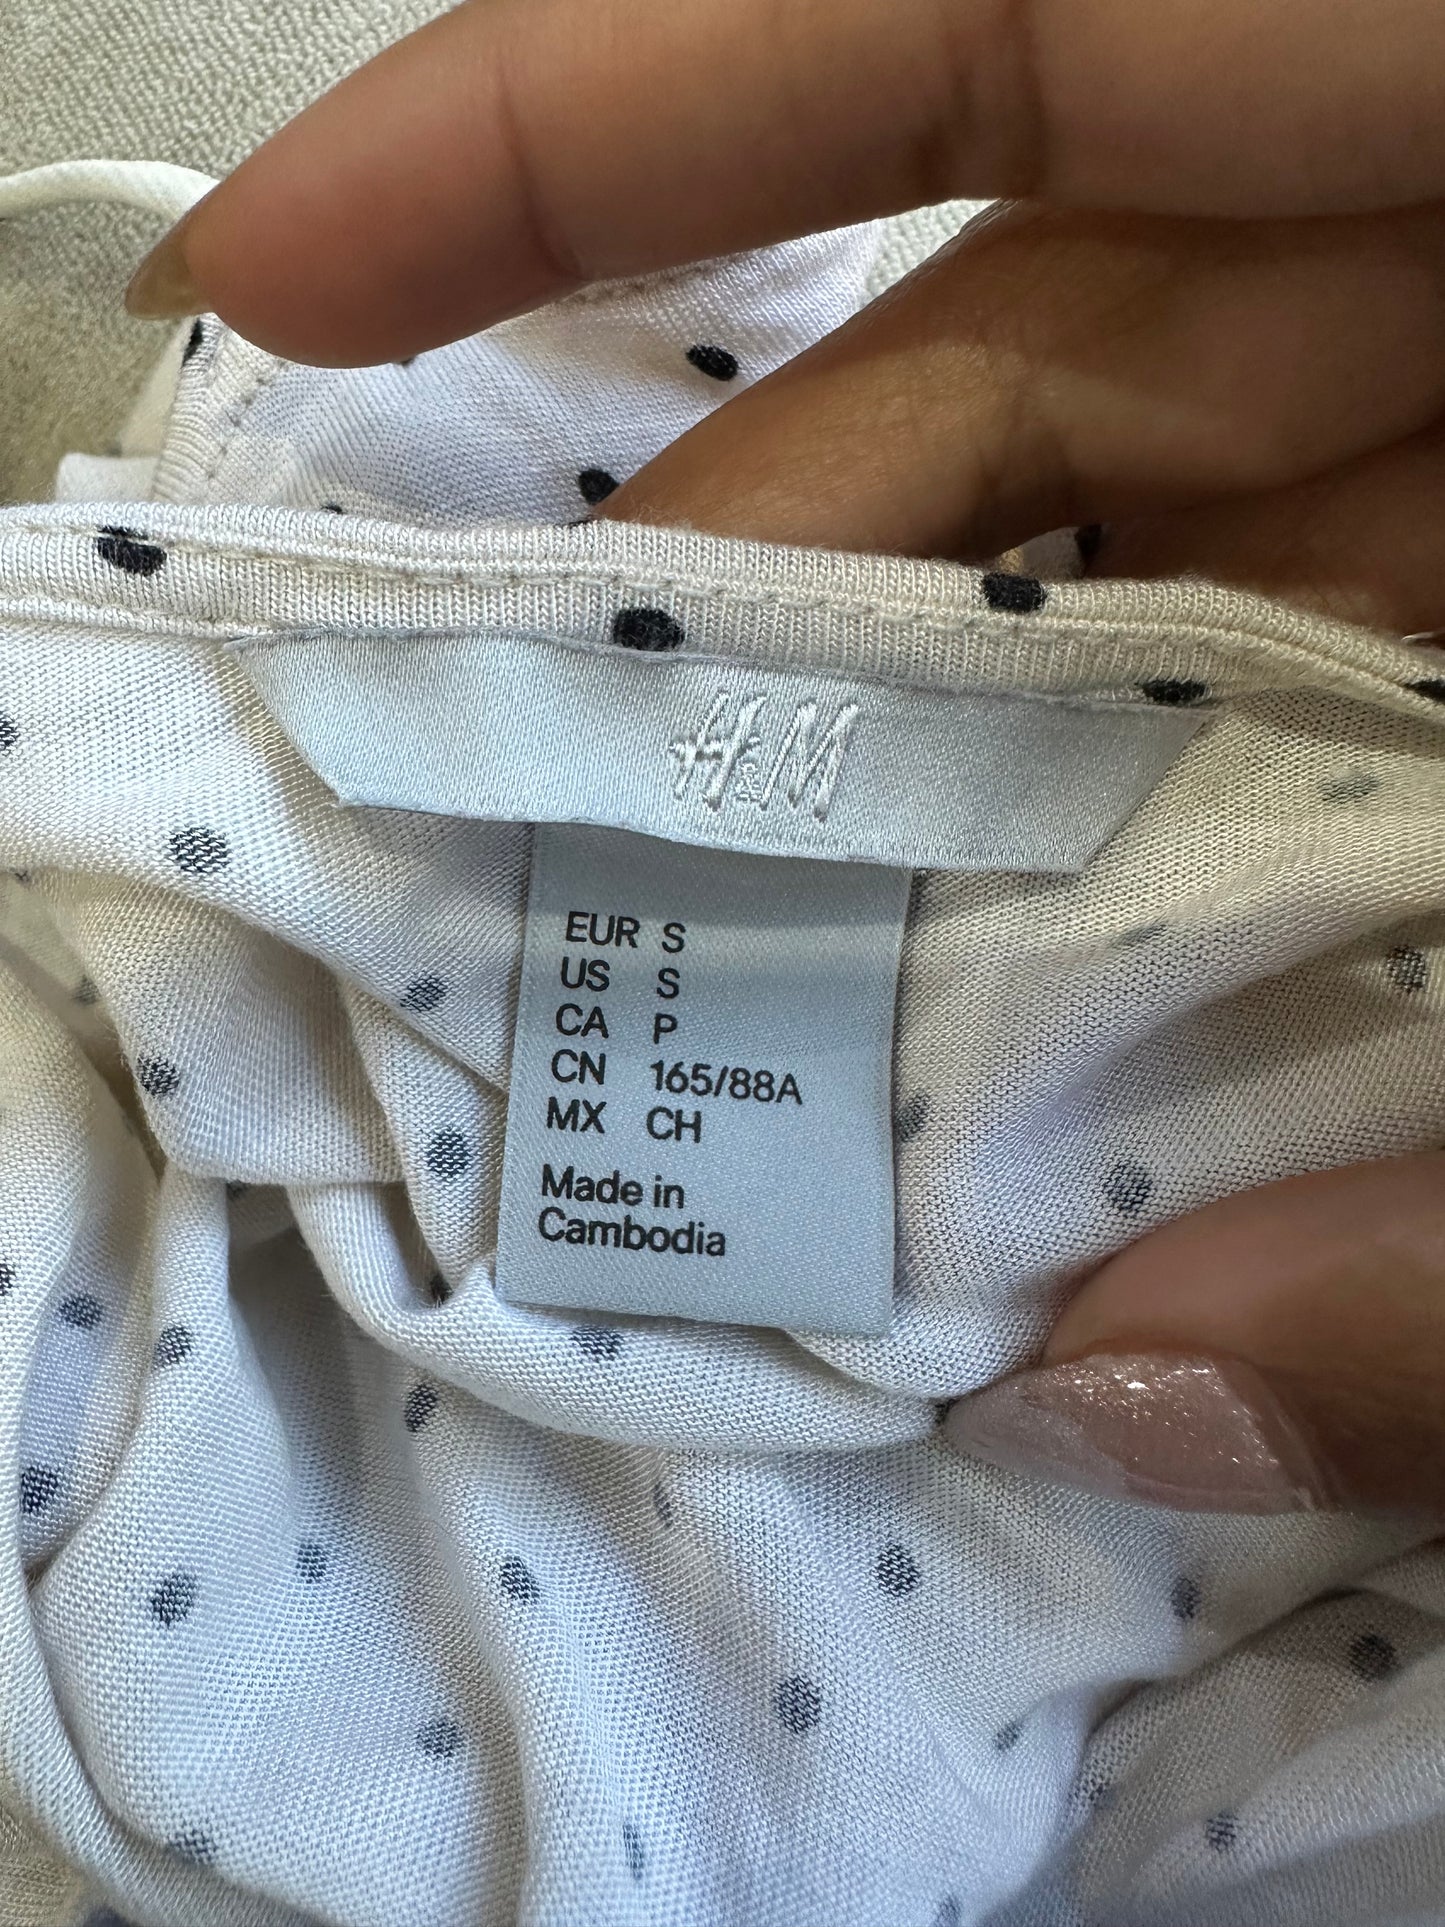 H&M
EUR S
US S
CA P
CN 165/88A
MX CH
Made in
Cambodia